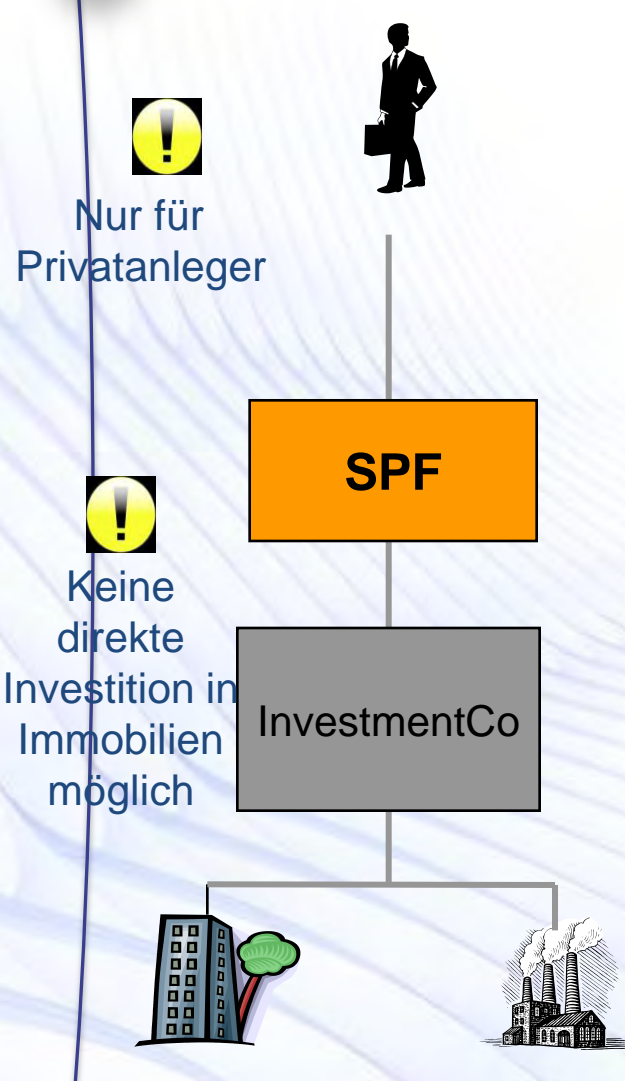 Nur für
Privatanleger
SPF
Keine
direkte
Investition in
Immobilien
möglich
InvestmentCo